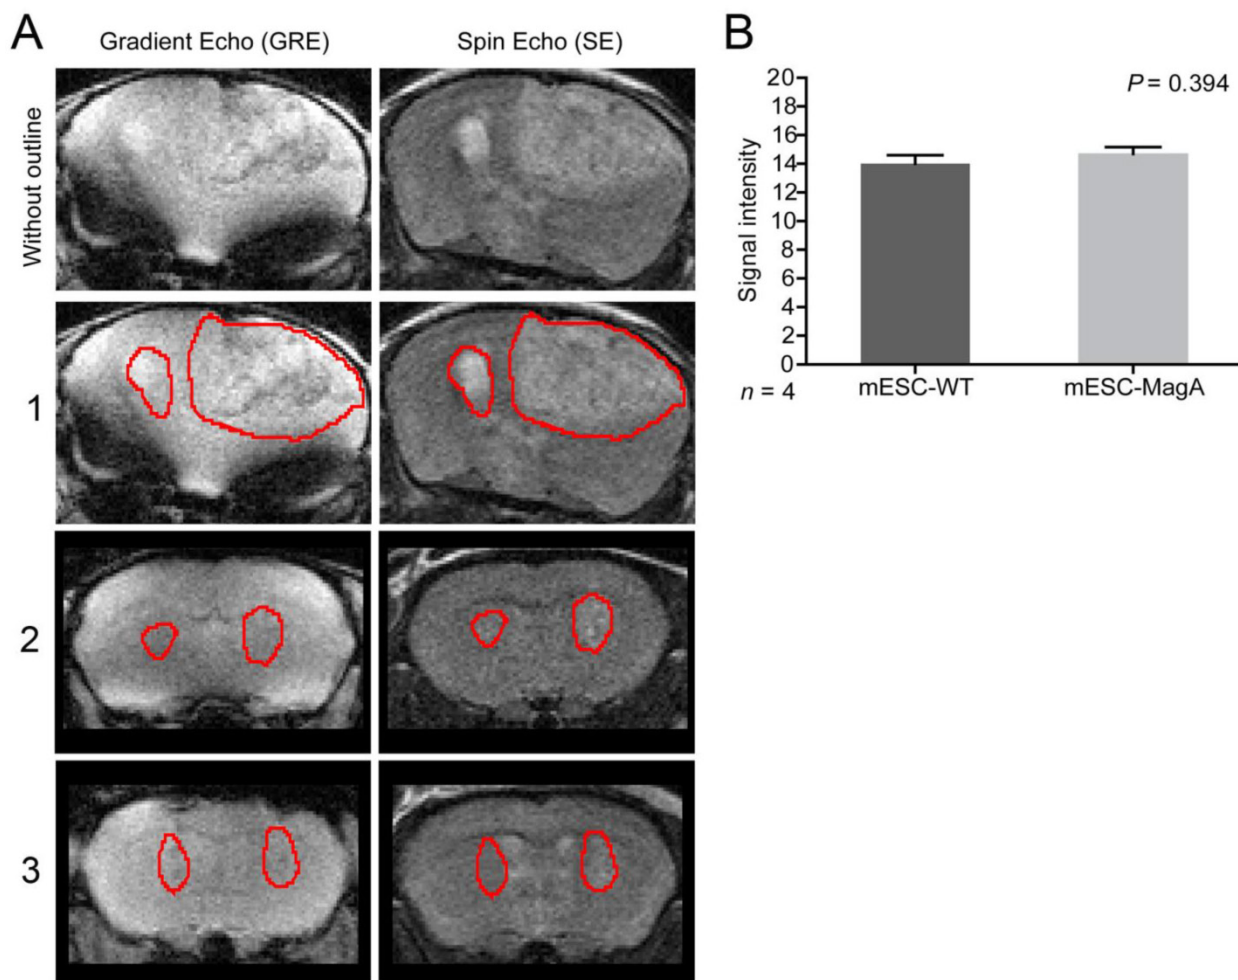 A
Gradient Echo (GRE)
Spin Echo (SE)
Without outline
1
2
3
B
P = 0.394
Signal intensity
20
18
16
14
12
10
8
6
4
2
0
n = 4
mESC-WT
mESC-MagA